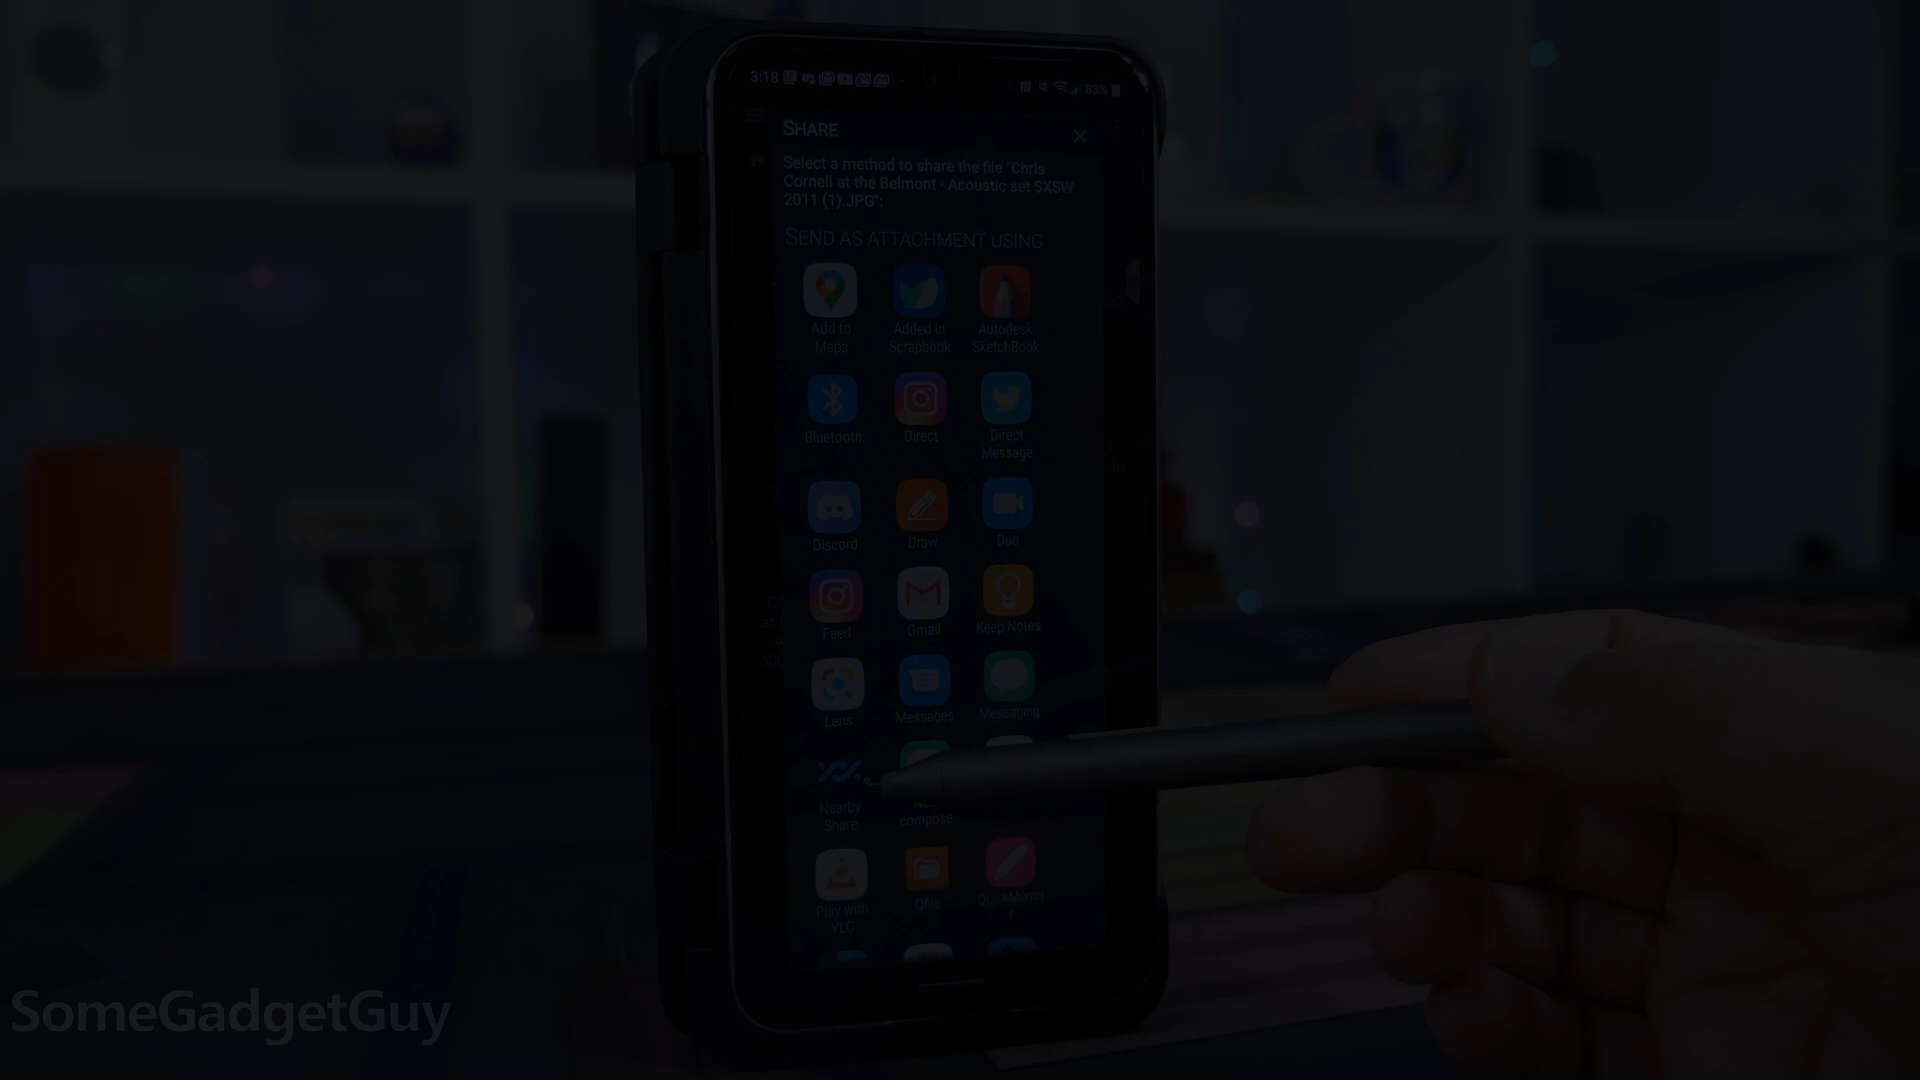 3:18
83%
SHARE
Select a method to share the file "Chris
Cornell at the Belmont - Acoustic set SXSW
2011 (1).JPG":
SEND AS ATTACHMENT USING
Add to
Maps
Added in
Scrapbook
Autodesk
SketchBook
Bluetooth
Direct
Direct
Message
Discord
Draw
Duo
Feed
Gmail
Keep Notes
Lens
Messages
Messaging
Nearby
Share
compose
Play with
VLC
Qfile
QuickMemo
+
SomeGadgetGuy